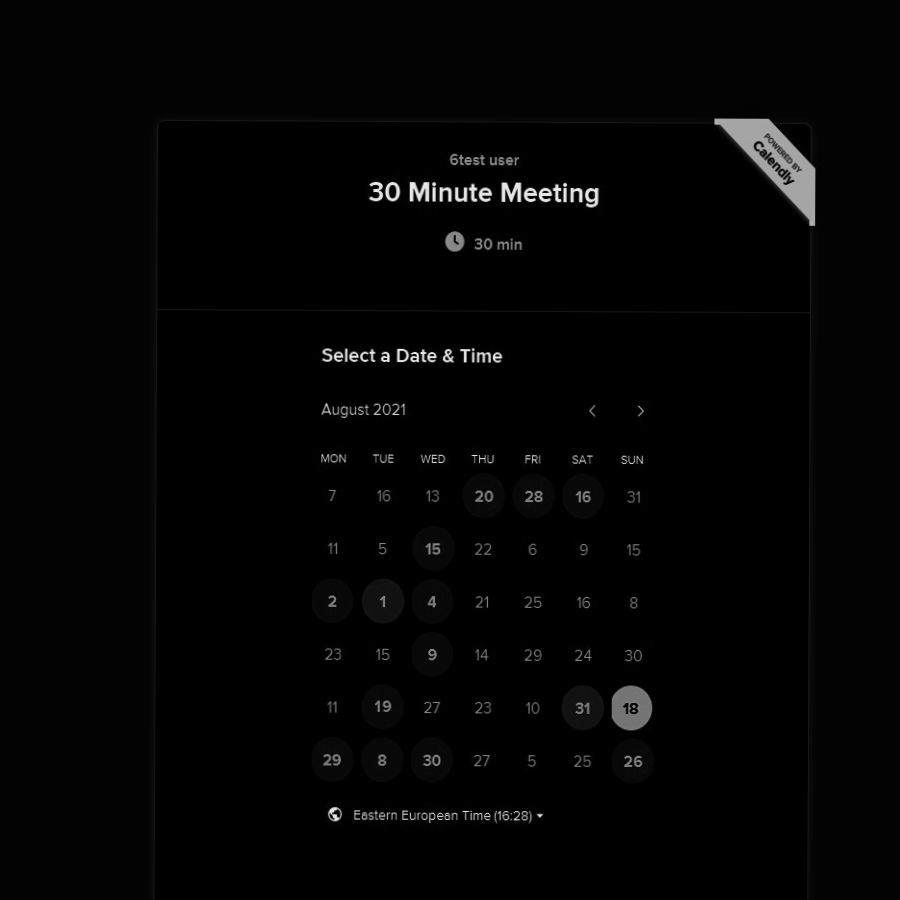 POWERED BY
Calendly
6test user
30 Minute Meeting
30 min
Select a Date & Time
August 2021
MON TUE WED THU FRI SAT SUN
7 16 13 20 28 16 31
11 5 15 22 6 9 15
2 1 4 21 25 16 8
23 15 9 14 29 24 30
11 19 27 23 10 31 18
29 8 30 27 5 25 26
Eastern European Time (16:28)